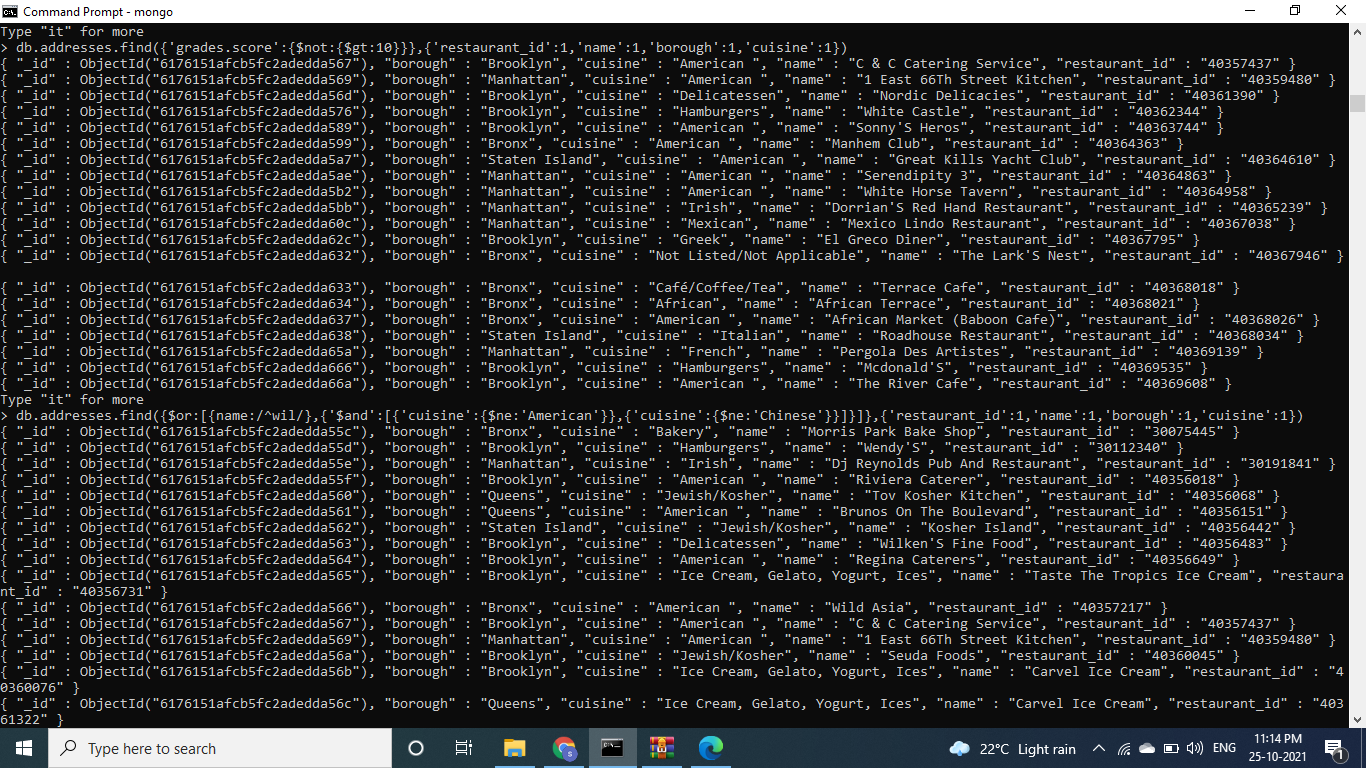 Command Prompt - mongo
Type "it" for more
> db.addresses.find({'grades.score':{$not:{$gt:10}}},{'restaurant_id':1,'name':1,'borough':1,'cuisine':1})
{ "_id" : ObjectId("6176151afcb5fc2adedda567"), "borough" : "Brooklyn", "cuisine" : "American ", "name" : "C & C Catering Service", "restaurant_id" : "40357437" }
{ "_id" : ObjectId("6176151afcb5fc2adedda569"), "borough" : "Manhattan", "cuisine" : "American ", "name" : "1 East 66Th Street Kitchen", "restaurant_id" : "40359480" }
{ "_id" : ObjectId("6176151afcb5fc2adedda56d"), "borough" : "Brooklyn", "cuisine" : "Delicatessen", "name" : "Nordic Delicacies", "restaurant_id" : "40361390" }
{ "_id" : ObjectId("6176151afcb5fc2adedda576"), "borough" : "Brooklyn", "cuisine" : "Hamburgers", "name" : "White Castle", "restaurant_id" : "40362344" }
{ "_id" : ObjectId("6176151afcb5fc2adedda589"), "borough" : "Brooklyn", "cuisine" : "American ", "name" : "Sonny'S Heros", "restaurant_id" : "40363744" }
{ "_id" : ObjectId("6176151afcb5fc2adedda599"), "borough" : "Bronx", "cuisine" : "American ", "name" : "Manhem Club", "restaurant_id" : "40364363" }
{ "_id" : ObjectId("6176151afcb5fc2adedda5a7"), "borough" : "Staten Island", "cuisine" : "American ", "name" : "Great Kills Yacht Club", "restaurant_id" : "40364610" }
{ "_id" : ObjectId("6176151afcb5fc2adedda5ae"), "borough" : "Manhattan", "cuisine" : "American ", "name" : "Serendipity 3", "restaurant_id" : "40364863" }
{ "_id" : ObjectId("6176151afcb5fc2adedda5b2"), "borough" : "Manhattan", "cuisine" : "American ", "name" : "White Horse Tavern", "restaurant_id" : "40364958" }
{ "_id" : ObjectId("6176151afcb5fc2adedda5bb"), "borough" : "Manhattan", "cuisine" : "Irish", "name" : "Dorrian'S Red Hand Restaurant", "restaurant_id" : "40365239" }
{ "_id" : ObjectId("6176151afcb5fc2adedda60c"), "borough" : "Manhattan", "cuisine" : "Mexican", "name" : "Mexico Lindo Restaurant", "restaurant_id" : "40367038" }
{ "_id" : ObjectId("6176151afcb5fc2adedda62c"), "borough" : "Brooklyn", "cuisine" : "Greek", "name" : "El Greco Diner", "restaurant_id" : "40367795" }
{ "_id" : ObjectId("6176151afcb5fc2adedda632"), "borough" : "Bronx", "cuisine" : "Not Listed/Not Applicable", "name" : "The Lark'S Nest", "restaurant_id" : "40367946" }
{ "_id" : ObjectId("6176151afcb5fc2adedda633"), "borough" : "Bronx", "cuisine" : "Café/Coffee/Tea", "name" : "Terrace Cafe", "restaurant_id" : "40368018" }
{ "_id" : ObjectId("6176151afcb5fc2adedda634"), "borough" : "Bronx", "cuisine" : "African", "name" : "African Terrace", "restaurant_id" : "40368021" }
{ "_id" : ObjectId("6176151afcb5fc2adedda637"), "borough" : "Bronx", "cuisine" : "American ", "name" : "African Market (Baboon Cafe)", "restaurant_id" : "40368026" }
{ "_id" : ObjectId("6176151afcb5fc2adedda638"), "borough" : "Staten Island", "cuisine" : "Italian", "name" : "Roadhouse Restaurant", "restaurant_id" : "40368034" }
{ "_id" : ObjectId("6176151afcb5fc2adedda65a"), "borough" : "Manhattan", "cuisine" : "French", "name" : "Pergola Des Artistes", "restaurant_id" : "40369139" }
{ "_id" : ObjectId("6176151afcb5fc2adedda666"), "borough" : "Brooklyn", "cuisine" : "Hamburgers", "name" : "Mcdonald'S", "restaurant_id" : "40369535" }
{ "_id" : ObjectId("6176151afcb5fc2adedda66a"), "borough" : "Brooklyn", "cuisine" : "American ", "name" : "The River Cafe", "restaurant_id" : "40369608" }
Type "it" for more
> db.addresses.find({$or:[{name:/^wil/},{'$and':[{'cuisine':{$ne:'American'}},{'cuisine':{$ne:'Chinese'}}]}]},{'restaurant_id':1,'name':1,'borough':1,'cuisine':1})
{ "_id" : ObjectId("6176151afcb5fc2adedda55c"), "borough" : "Bronx", "cuisine" : "Bakery", "name" : "Morris Park Bake Shop", "restaurant_id" : "30075445" }
{ "_id" : ObjectId("6176151afcb5fc2adedda55d"), "borough" : "Brooklyn", "cuisine" : "Hamburgers", "name" : "Wendy'S", "restaurant_id" : "30112340" }
{ "_id" : ObjectId("6176151afcb5fc2adedda55e"), "borough" : "Manhattan", "cuisine" : "Irish", "name" : "Dj Reynolds Pub And Restaurant", "restaurant_id" : "30191841" }
{ "_id" : ObjectId("6176151afcb5fc2adedda55f"), "borough" : "Brooklyn", "cuisine" : "American ", "name" : "Riviera Caterer", "restaurant_id" : "40356018" }
{ "_id" : ObjectId("6176151afcb5fc2adedda560"), "borough" : "Queens", "cuisine" : "Jewish/Kosher", "name" : "Tov Kosher Kitchen", "restaurant_id" : "40356068" }
{ "_id" : ObjectId("6176151afcb5fc2adedda561"), "borough" : "Queens", "cuisine" : "American ", "name" : "Brunos On The Boulevard", "restaurant_id" : "40356151" }
{ "_id" : ObjectId("6176151afcb5fc2adedda562"), "borough" : "Staten Island", "cuisine" : "Jewish/Kosher", "name" : "Kosher Island", "restaurant_id" : "40356442" }
{ "_id" : ObjectId("6176151afcb5fc2adedda563"), "borough" : "Brooklyn", "cuisine" : "Delicatessen", "name" : "Wilken'S Fine Food", "restaurant_id" : "40356483" }
{ "_id" : ObjectId("6176151afcb5fc2adedda564"), "borough" : "Brooklyn", "cuisine" : "American ", "name" : "Regina Caterers", "restaurant_id" : "40356649" }
{ "_id" : ObjectId("6176151afcb5fc2adedda565"), "borough" : "Brooklyn", "cuisine" : "Ice Cream, Gelato, Yogurt, Ices", "name" : "Taste The Tropics Ice Cream", "restaura
nt_id" : "40356731" }
{ "_id" : ObjectId("6176151afcb5fc2adedda566"), "borough" : "Bronx", "cuisine" : "American ", "name" : "Wild Asia", "restaurant_id" : "40357217" }
{ "_id" : ObjectId("6176151afcb5fc2adedda567"), "borough" : "Brooklyn", "cuisine" : "American ", "name" : "C & C Catering Service", "restaurant_id" : "40357437" }
{ "_id" : ObjectId("6176151afcb5fc2adedda569"), "borough" : "Manhattan", "cuisine" : "American ", "name" : "1 East 66Th Street Kitchen", "restaurant_id" : "40359480" }
{ "_id" : ObjectId("6176151afcb5fc2adedda56a"), "borough" : "Brooklyn", "cuisine" : "Jewish/Kosher", "name" : "Seuda Foods", "restaurant_id" : "40360045" }
{ "_id" : ObjectId("6176151afcb5fc2adedda56b"), "borough" : "Brooklyn", "cuisine" : "Ice Cream, Gelato, Yogurt, Ices", "name" : "Carvel Ice Cream", "restaurant_id" : "4
0360076" }
{ "_id" : ObjectId("6176151afcb5fc2adedda56c"), "borough" : "Queens", "cuisine" : "Ice Cream, Gelato, Yogurt, Ices", "name" : "Carvel Ice Cream", "restaurant_id" : "403
61322" }
Type here to search
22°C Light rain
ENG
11:14 PM
25-10-2021
1